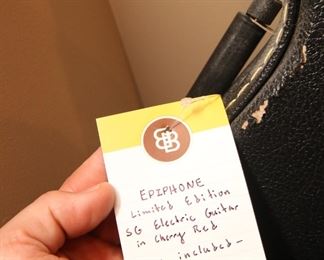 EPIPHONE
Limited Edition
SG Electric Guitar
in Cherry Red
included -